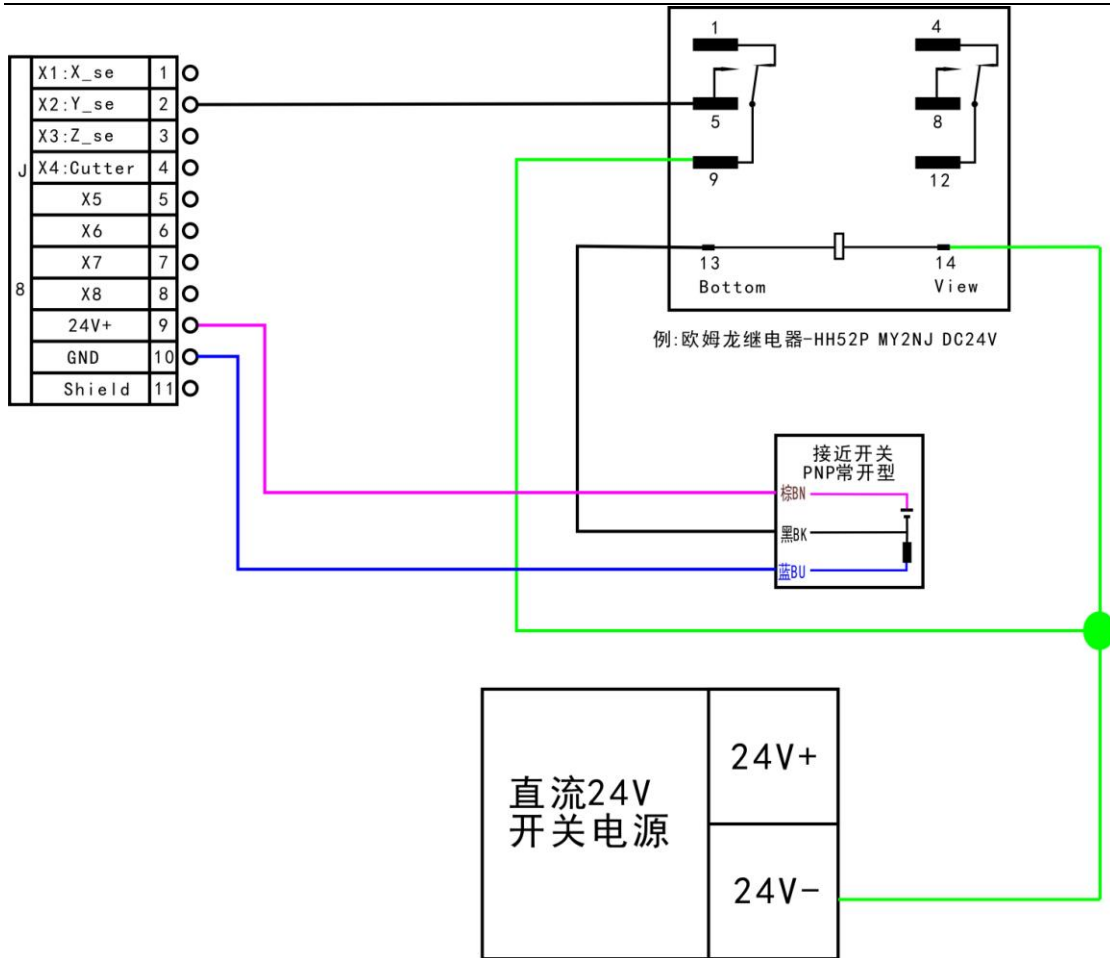 J8
X1:X_se 1
X2:Y_se 2
X3:Z_se 3
X4:Cutter 4
X5 5
X6 6
X7 7
X8 8
24V+ 9
GND 10
Shield 11
1 4
5 8
9 12
13 14
Bottom View
例:欧姆龙继电器-HH52P MY2NJ DC24V
接近开关
PNP常开型
棕BN
黑BK
蓝BU
直流24V
开关电源
24V+
24V-